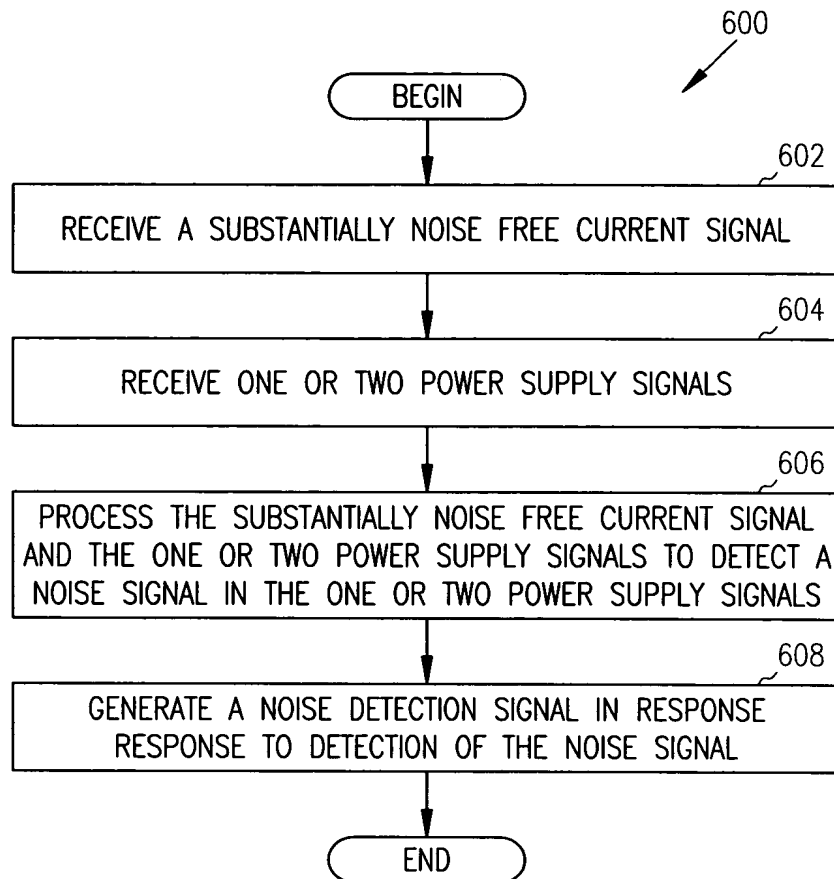 600
BEGIN
602
RECEIVE A SUBSTANTIALLY NOISE FREE CURRENT SIGNAL
604
RECEIVE ONE OR TWO POWER SUPPLY SIGNALS
606
PROCESS THE SUBSTANTIALLY NOISE FREE CURRENT SIGNAL
AND THE ONE OR TWO POWER SUPPLY SIGNALS TO DETECT A
NOISE SIGNAL IN THE ONE OR TWO POWER SUPPLY SIGNALS
608
GENERATE A NOISE DETECTION SIGNAL IN RESPONSE
RESPONSE TO DETECTION OF THE NOISE SIGNAL
END